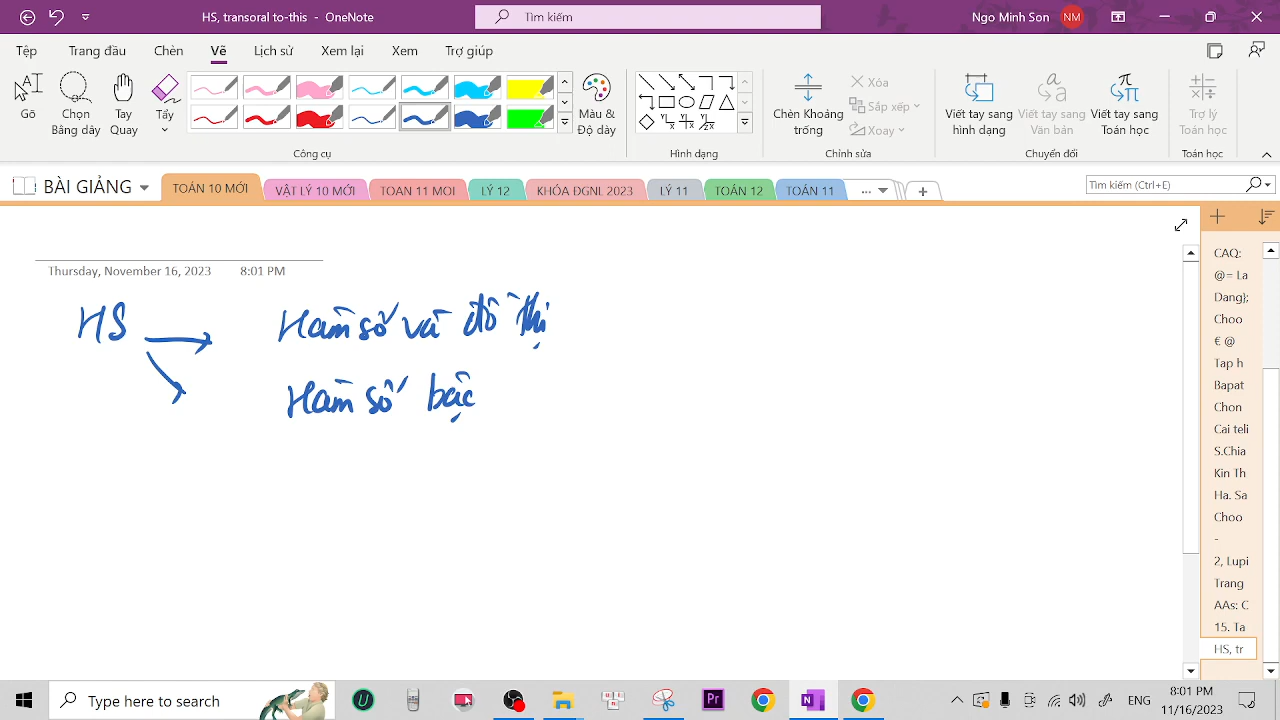 HS, transoral to-this - OneNote
Tìm kiếm
Ngo Minh Son
NM
Tệp
Trang đầu
Chèn
Vẽ
Lịch sử
Xem lại
Xem
Trợ giúp
Gõ
Chọn Bằng dây
Tay Quay
Tẩy
Màu & Độ dày
Công cụ
Hình dạng
Chèn Khoảng trống
Xóa
Sắp xếp
Xoay
Chỉnh sửa
Viết tay sang hình dạng
Viết tay sang Văn bản
Viết tay sang Toán học
Chuyển đổi
Trợ lý Toán học
Toán học
BÀI GIẢNG
TOÁN 10 MỚI
VẬT LÝ 10 MỚI
TOAN 11 MOI
LÝ 12
KHÓA ĐGNL 2023
LÝ 11
TOÁN 12
TOÁN 11
...
Tìm kiếm (Ctrl+E)
Thursday, November 16, 2023 8:01 PM
HS
Hàm số và đồ thị
Hàm số bậc
CAQ:
@= La
Dang);
Choo
€ @
Tap h
Bapat
Chon
Cai teli
S.Chia
Kin Th
Ha. Sa
Choo
-
2, Lupi
Trang
AAs: C
15. Ta
HS, tr
Type here to search
ENG
8:01 PM
11/16/2023